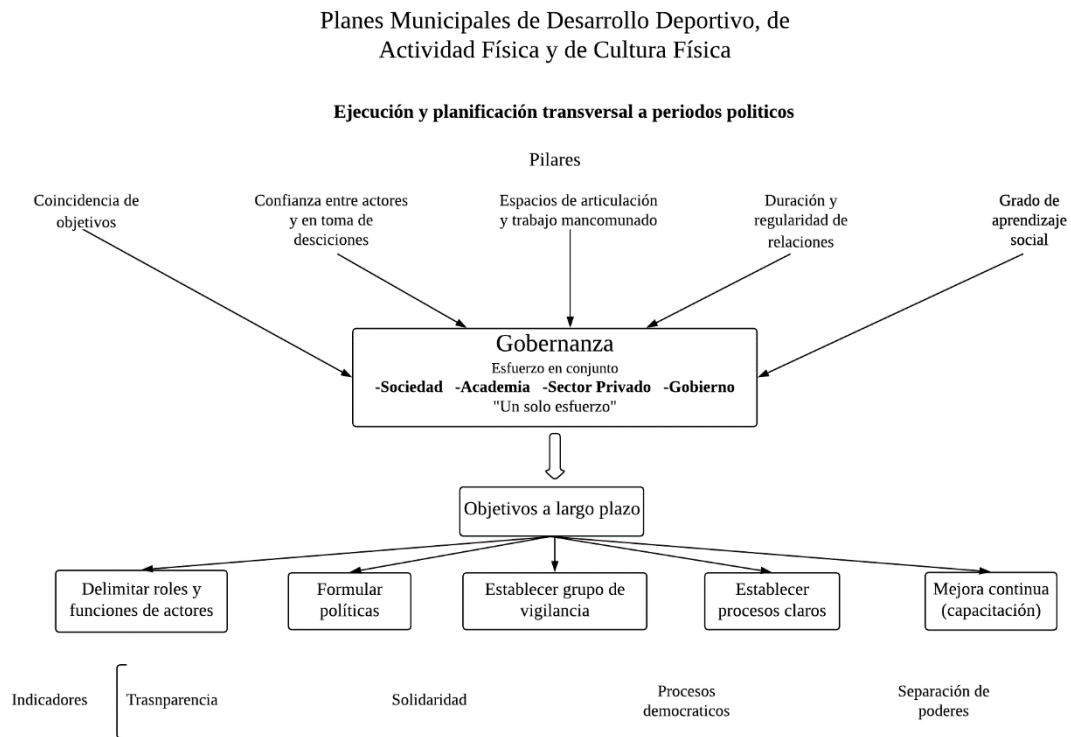 Planes Municipales de Desarrollo Deportivo, de
Actividad Física y de Cultura Física
Ejecución y planificación transversal a periodos politicos
Pilares
Coincidencia de
objetivos
Confianza entre actores
y en toma de
desciciones
Espacios de articulación
y trabajo mancomunado
Duración y
regularidad de
relaciones
Grado de
aprendizaje
social
Gobernanza
Esfuerzo en conjunto
-Sociedad -Academia -Sector Privado -Gobierno
"Un solo esfuerzo"
Objetivos a largo plazo
Delimitar roles y
funciones de actores
Formular
políticas
Establecer grupo de
vigilancia
Establecer
procesos claros
Mejora continua
(capacitación)
Indicadores
Trasnparencia
Solidaridad
Procesos
democraticos
Separación de
poderes